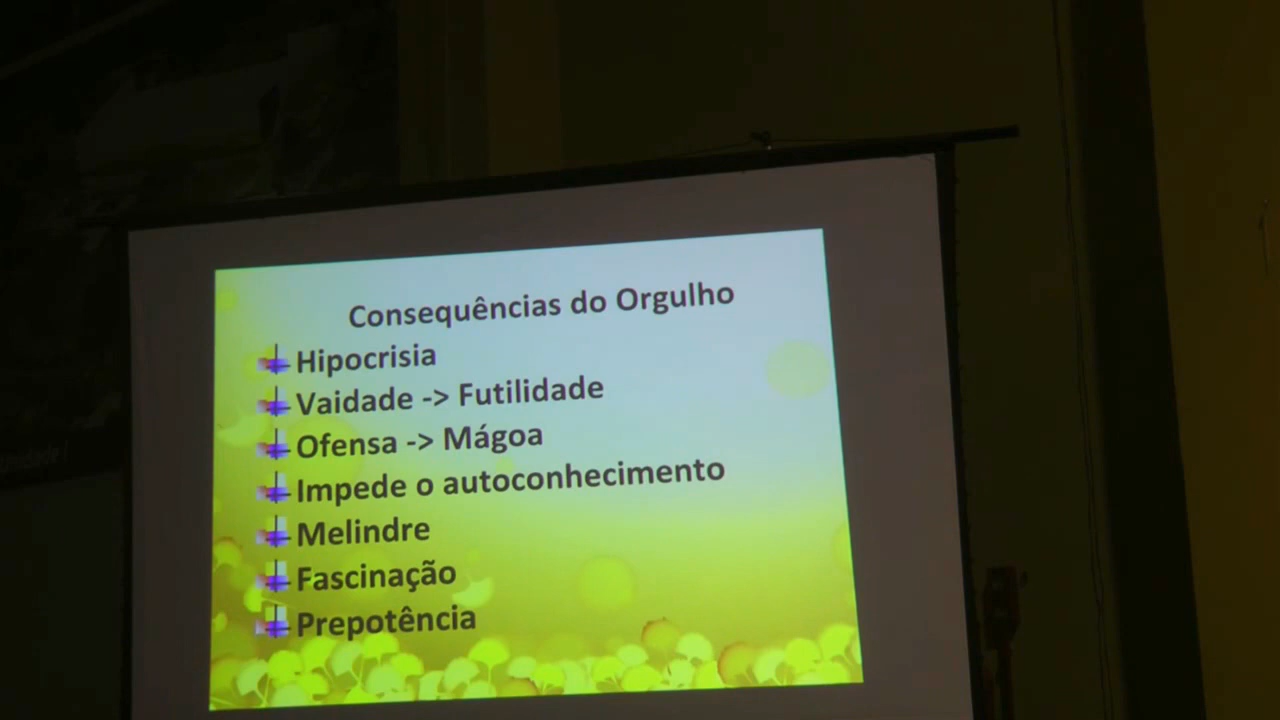 Consequências do Orgulho
Hipocrisia
Vaidade -> Futilidade
Ofensa -> Mágoa
Impede o autoconhecimento
Melindre
Fascinação
Prepotência